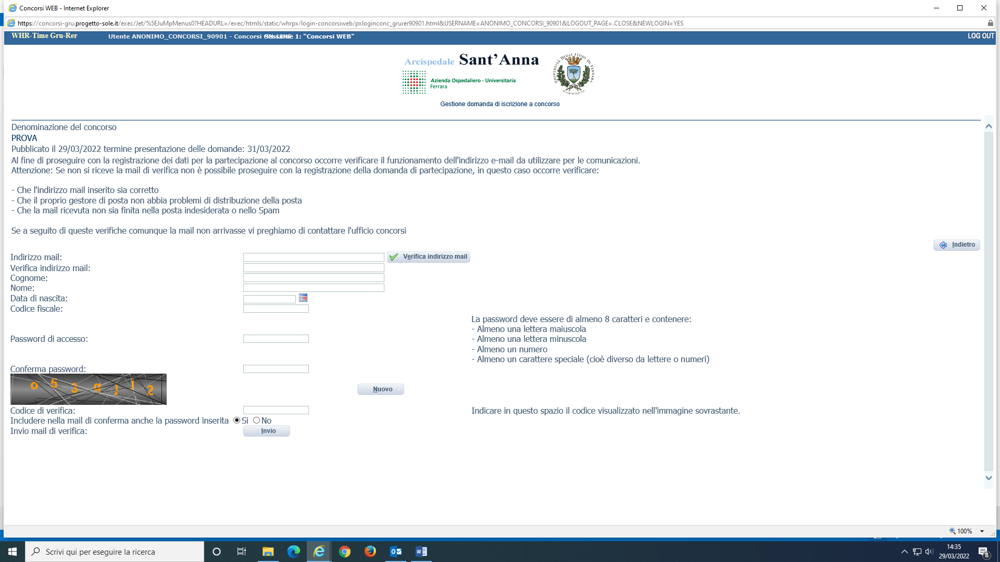 Concorsi WEB - Internet Explorer
https://concorsi-gru.progetto-sole.it/exec/Jet/%5EJuMpMenus0?HEADURL=/exec/htmls/static/whrpx/login-concorsiweb/pxloginconc_grurer90901.html&USERNAME=ANONIMO_CONCORSI_90901&LOGOUT_PAGE=.CLOSE&NEWLOGIN=YES
WHR-Time Gru-Rer
Utente ANONIMO_CONCORSI_90901 - Concorsi Sessione 1: "Concorsi WEB"
LOG OUT
Arcispedale Sant'Anna
Azienda Ospedaliero - Universitaria
Ferrara
UNIVERSITÀ DEGLI STUDI DI FERRARA
Gestione domanda di iscrizione a concorso
Denominazione del concorso
PROVA
Pubblicato il 29/03/2022 termine presentazione delle domande: 31/03/2022
Al fine di proseguire con la registrazione dei dati per la partecipazione al concorso occorre verificare il funzionamento dell'indirizzo e-mail da utilizzare per le comunicazioni.
Attenzione: Se non si riceve la mail di verifica non è possibile proseguire con la registrazione della domanda di partecipazione, in questo caso occorre verificare:
- Che l'indirizzo mail inserito sia corretto
- Che il proprio gestore di posta non abbia problemi di distribuzione della posta
- Che la mail ricevuta non sia finita nella posta indesiderata o nello Spam
Se a seguito di queste verifiche comunque la mail non arrivasse vi preghiamo di contattare l'ufficio concorsi
Indietro
Indirizzo mail:
Verifica indirizzo mail
Verifica indirizzo mail:
Cognome:
Nome:
Data di nascita:
Codice fiscale:
La password deve essere di almeno 8 caratteri e contenere:
- Almeno una lettera maiuscola
Password di accesso:
- Almeno una lettera minuscola
- Almeno un numero
- Almeno un carattere speciale (cioè diverso da lettere o numeri)
Conferma password:
Nuovo
Codice di verifica:
Indicare in questo spazio il codice visualizzato nell'immagine sovrastante.
Includere nella mail di conferma anche la password inserita Si No
Invio mail di verifica:
Invio
100%
Scrivi qui per eseguire la ricerca
14:35
29/03/2022
8